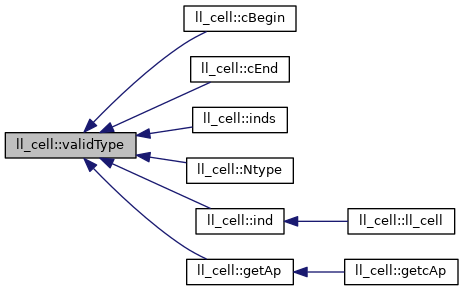 ll_cell::cBegin
ll_cell::cEnd
ll_cell::inds
ll_cell::validType
ll_cell::Ntype
ll_cell::ind
ll_cell::ll_cell
ll_cell::getAp
ll_cell::getcAp